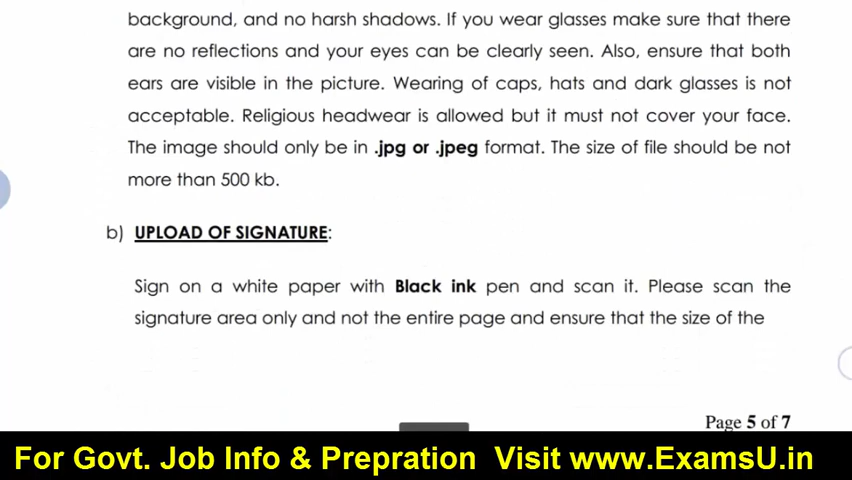 background, and no harsh shadows. If you wear glasses make sure that there
are no reflections and your eyes can be clearly seen. Also, ensure that both
ears are visible in the picture. Wearing of caps, hats and dark glasses is not
acceptable. Religious headwear is allowed but it must not cover your face.
The image should only be in .jpg or .jpeg format. The size of file should be not
more than 500 kb.
b) UPLOAD OF SIGNATURE:
Sign on a white paper with Black ink pen and scan it. Please scan the
signature area only and not the entire page and ensure that the size of the
Page 5 of 7
For Govt. Job Info & Prepration Visit www.ExamsU.in